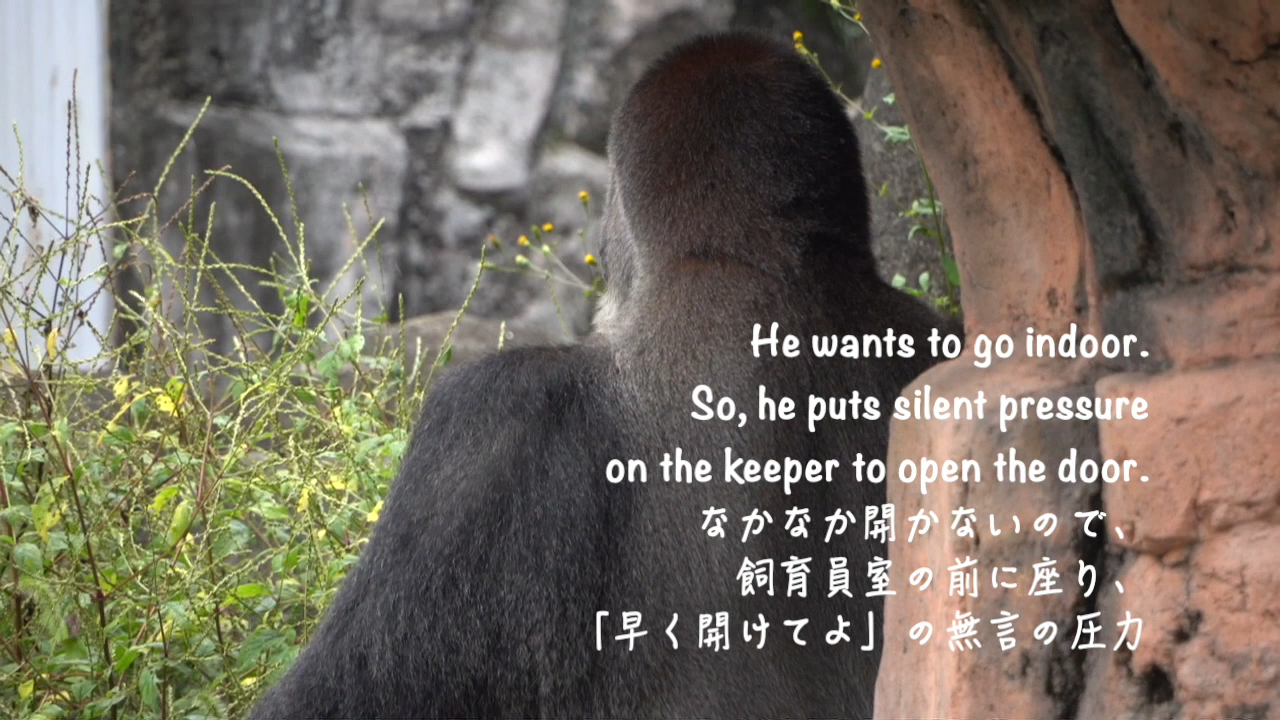 He wants to go indoor.
So, he puts silent pressure
on the keeper to open the door.
なかなか開かないので、
飼育員室の前に座り、
「早く開けてよ」の無言の圧力